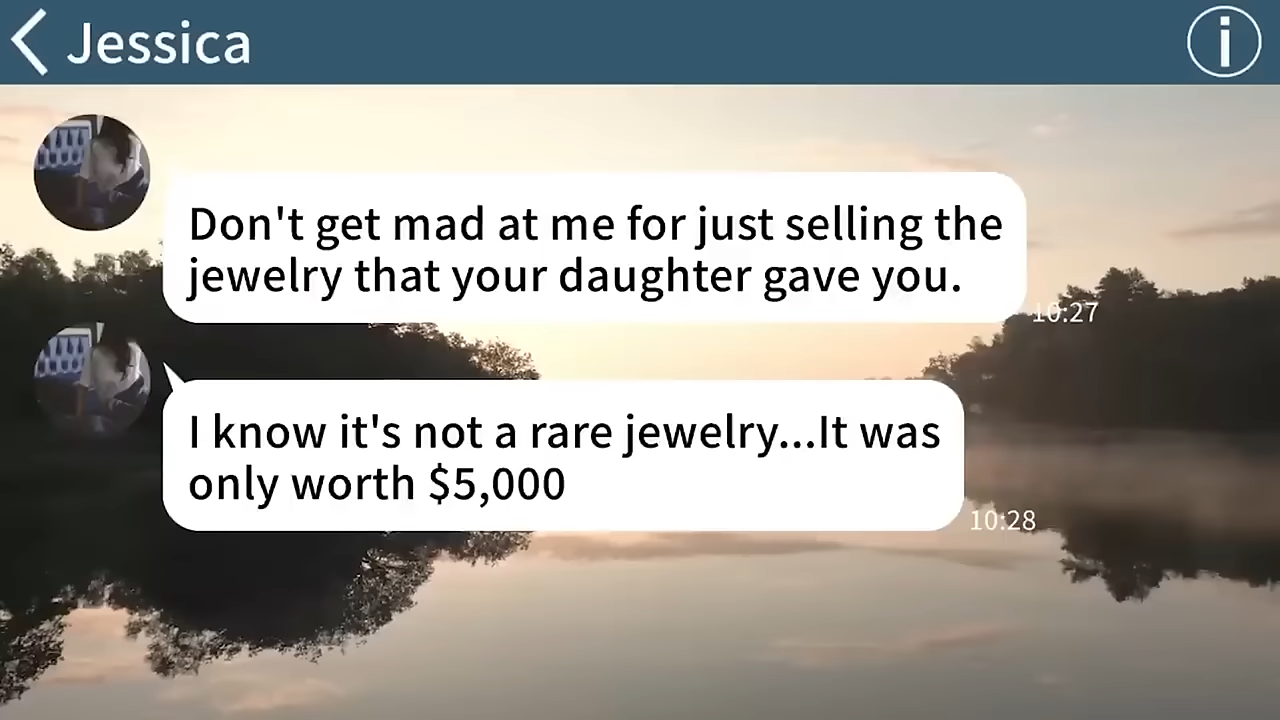 Jessica
Don't get mad at me for just selling the
jewelry that your daughter gave you.
10:27
I know it's not a rare jewelry...It was
only worth $5,000
10:28